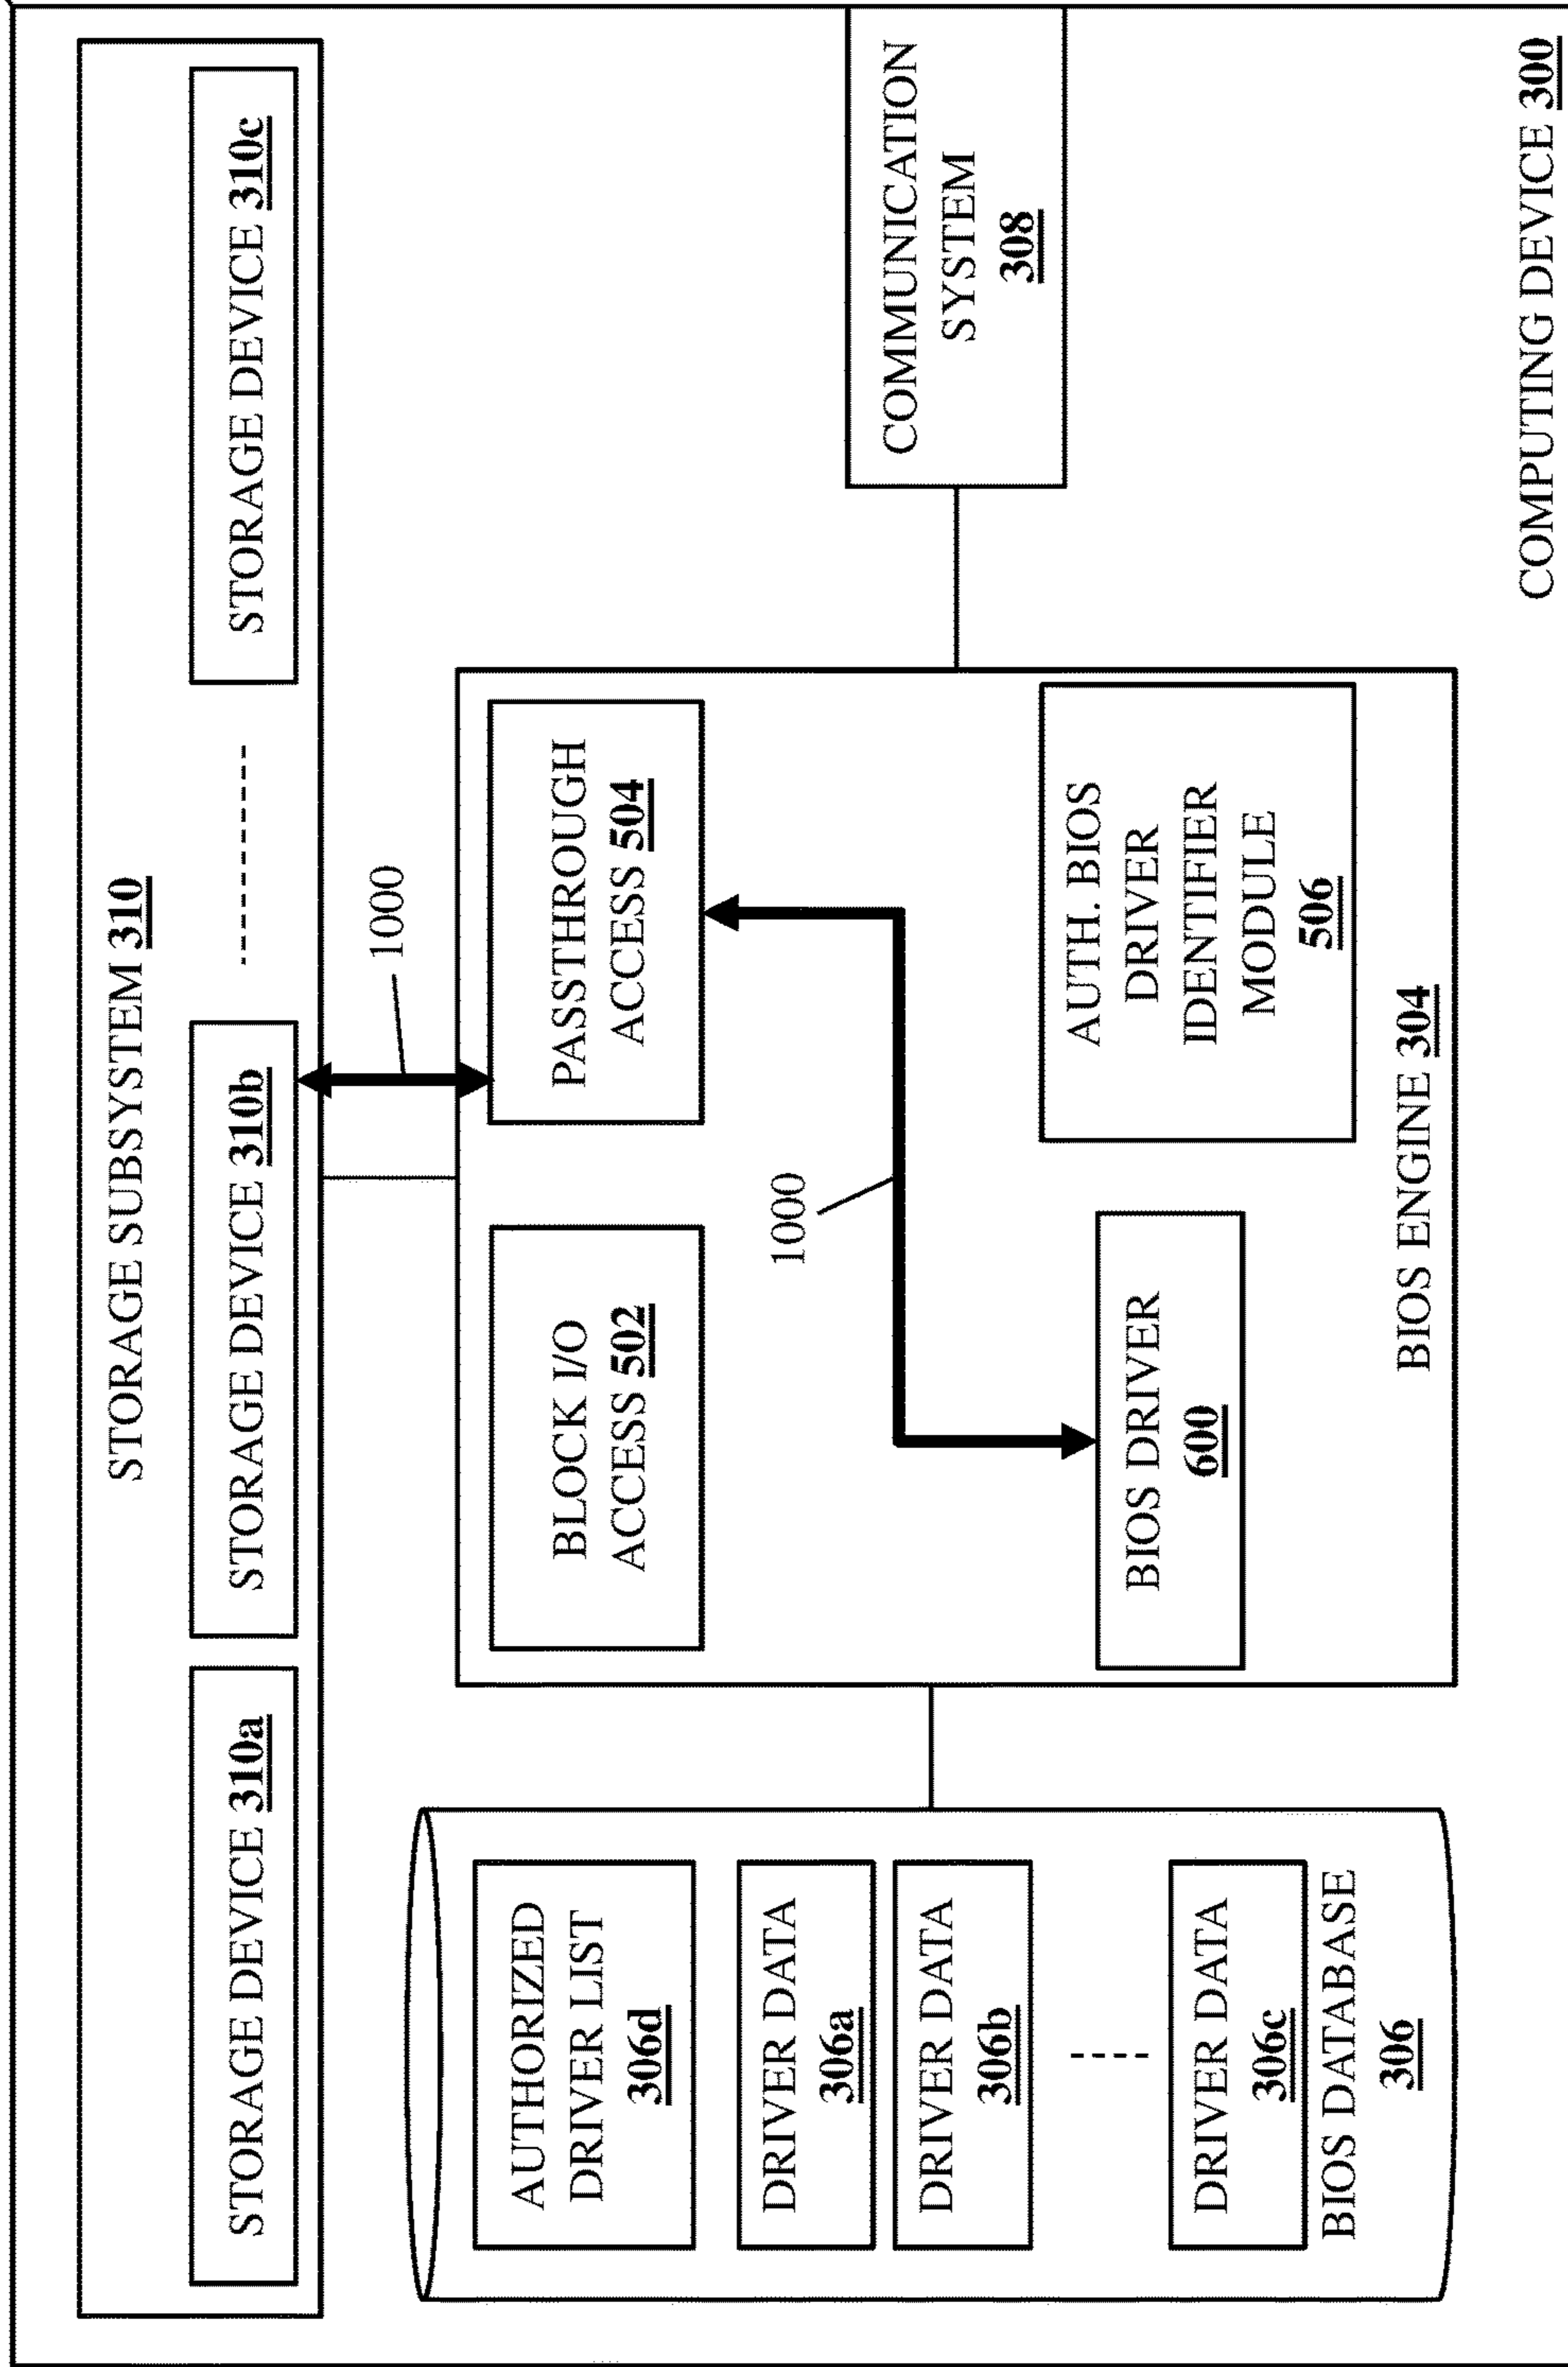 STORAGE SUBSYSTEM 310
STORAGE DEVICE 310a
STORAGE DEVICE 310b
STORAGE DEVICE 310c
1000
AUTHORIZED
DRIVER LIST
306d
DRIVER DATA
306a
DRIVER DATA
306b
DRIVER DATA
306c
BIOS DATABASE
306
BLOCK I/O
ACCESS 502
PASSTHROUGH
ACCESS 504
1000
BIOS DRIVER
600
AUTH. BIOS
DRIVER
IDENTIFIER
MODULE
506
BIOS ENGINE 304
COMMUNICATION
SYSTEM
308
COMPUTING DEVICE 300